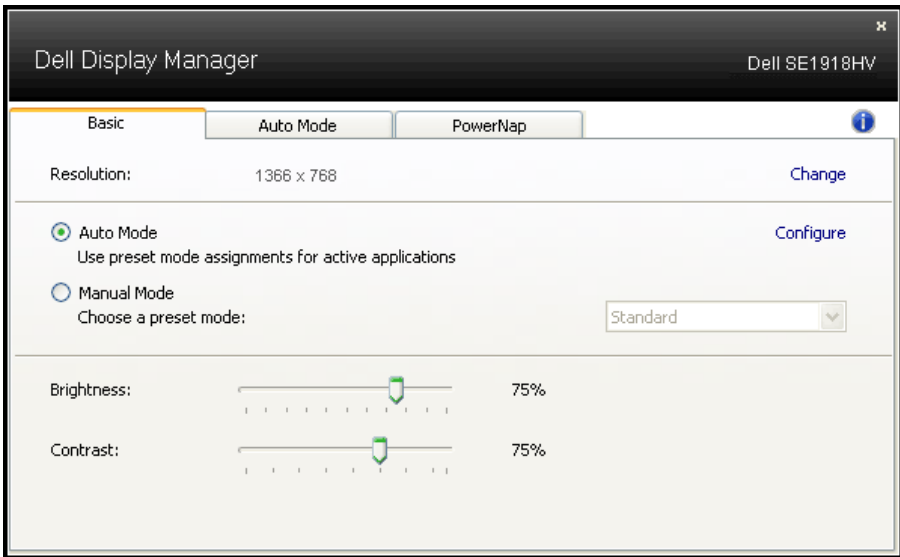 x
Dell Display Manager
Dell SE1918HV
Basic
Auto Mode
PowerNap
i
Resolution:
1366 x 768
Change
Auto Mode
Configure
Use preset mode assignments for active applications
Manual Mode
Choose a preset mode:
Standard
Brightness:
75%
Contrast:
75%